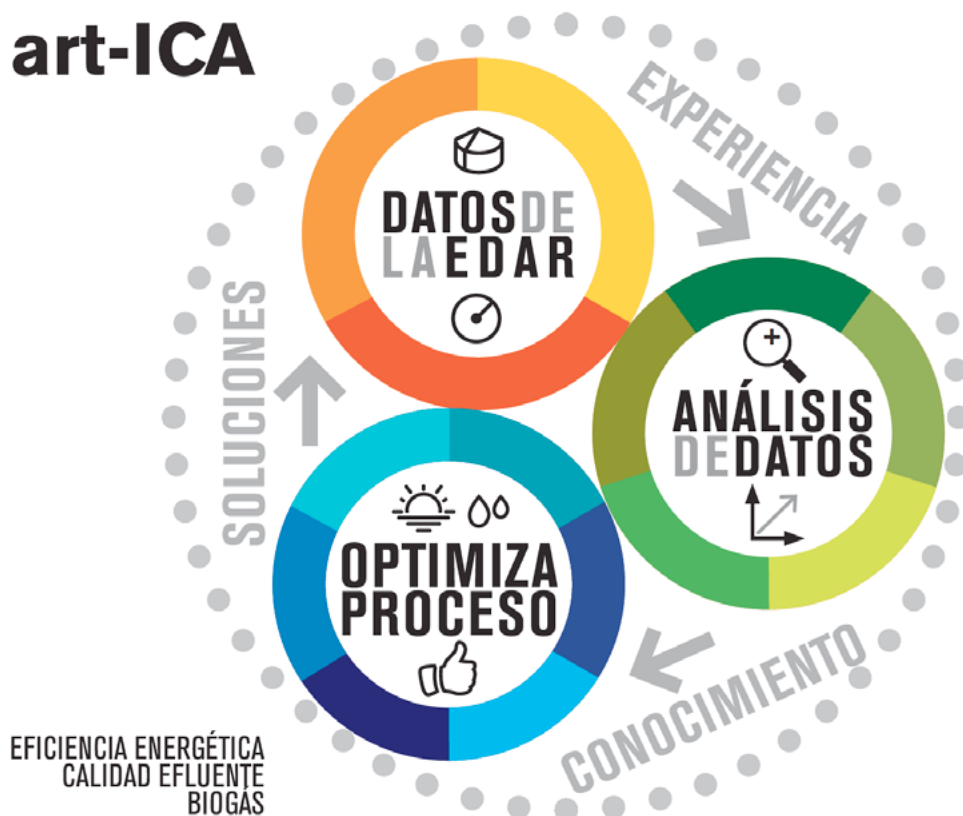 art-ICA
EXPERIENCIA
DATOS DE
LA EDAR
SOLUCIONES
+
ANÁLISIS
DE DATOS
OPTIMIZA
PROCESO
CONOCIMIENTO
EFICIENCIA ENERGÉTICA
CALIDAD EFLUENTE
BIOGÁS